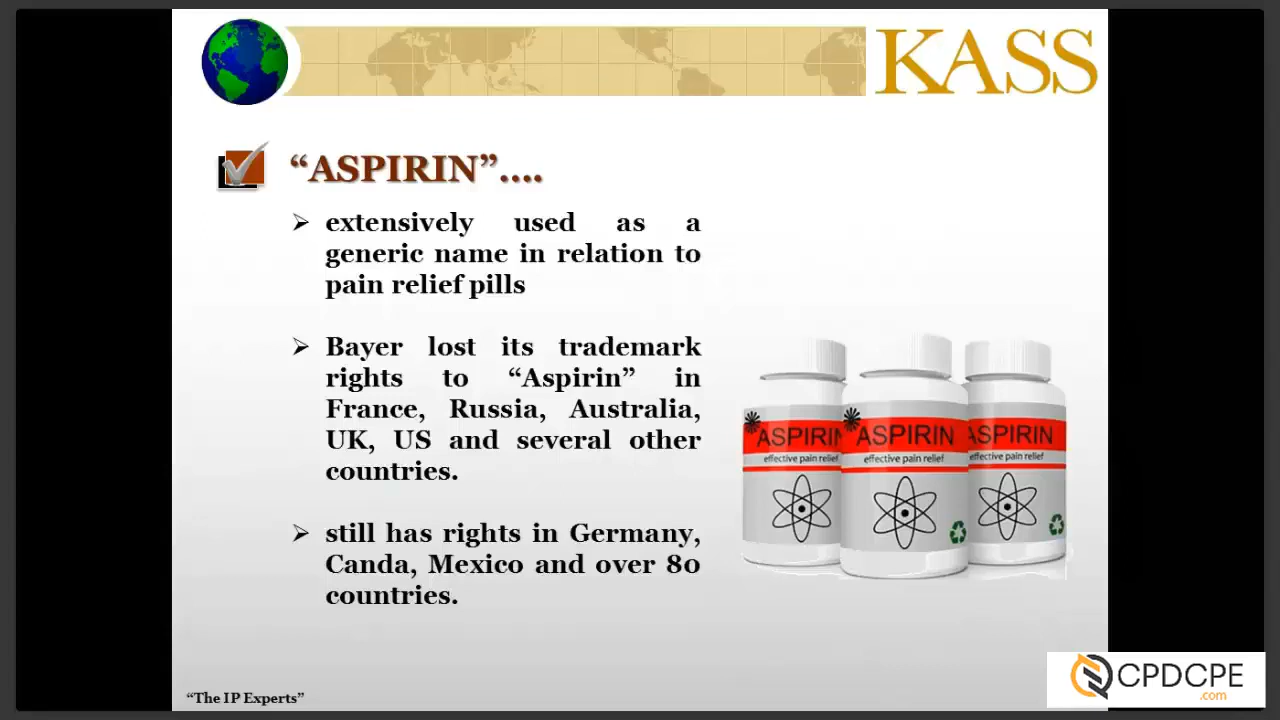 KASS
“ASPIRIN”....
extensively used as a
generic name in relation to
pain relief pills
Bayer lost its trademark
rights to “Aspirin” in
France, Russia, Australia,
UK, US and several other
countries.
still has rights in Germany,
Canda, Mexico and over 80
countries.
ASPIRIN
effective pain relief
ASPIRIN
effective pain relief
ASPIRIN
effective pain relief
“The IP Experts”
CPDCPE
.com